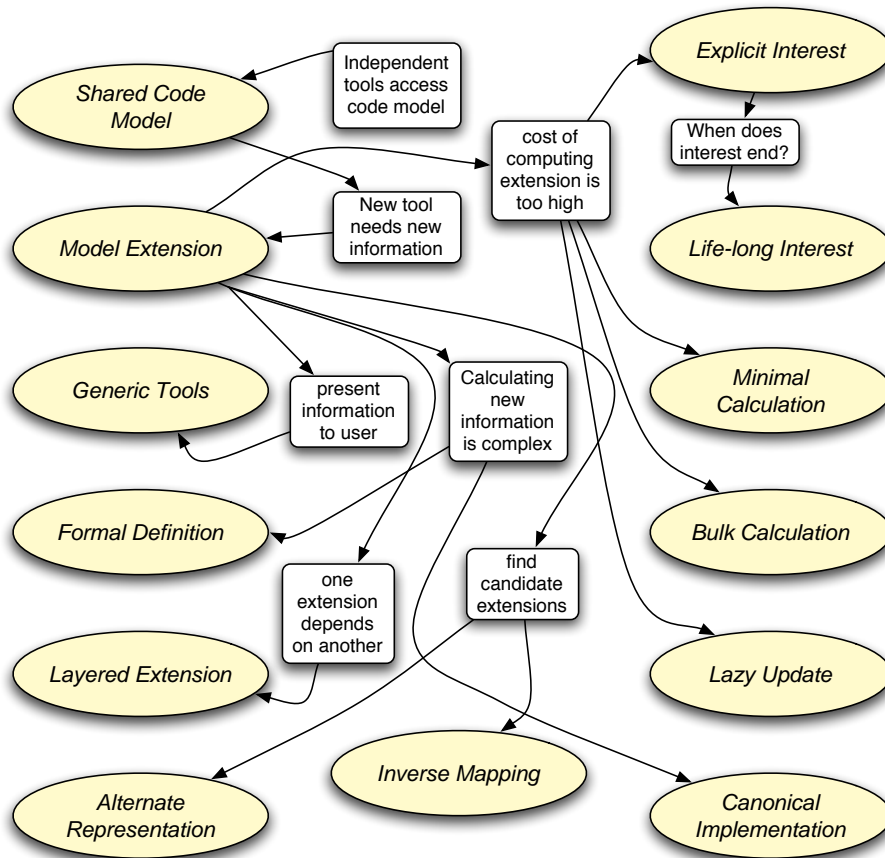 Explicit Interest
Independent
tools access
code model
Shared Code
Model
cost of
computing
extension is
too high
When does
interest end?
New tool
needs new
information
Model Extension
Life-long Interest
Generic Tools
present
information
to user
Calculating
new
information
is complex
Minimal
Calculation
Formal Definition
Bulk Calculation
one
extension
depends
on another
find
candidate
extensions
Layered Extension
Lazy Update
Inverse Mapping
Alternate
Representation
Canonical
Implementation